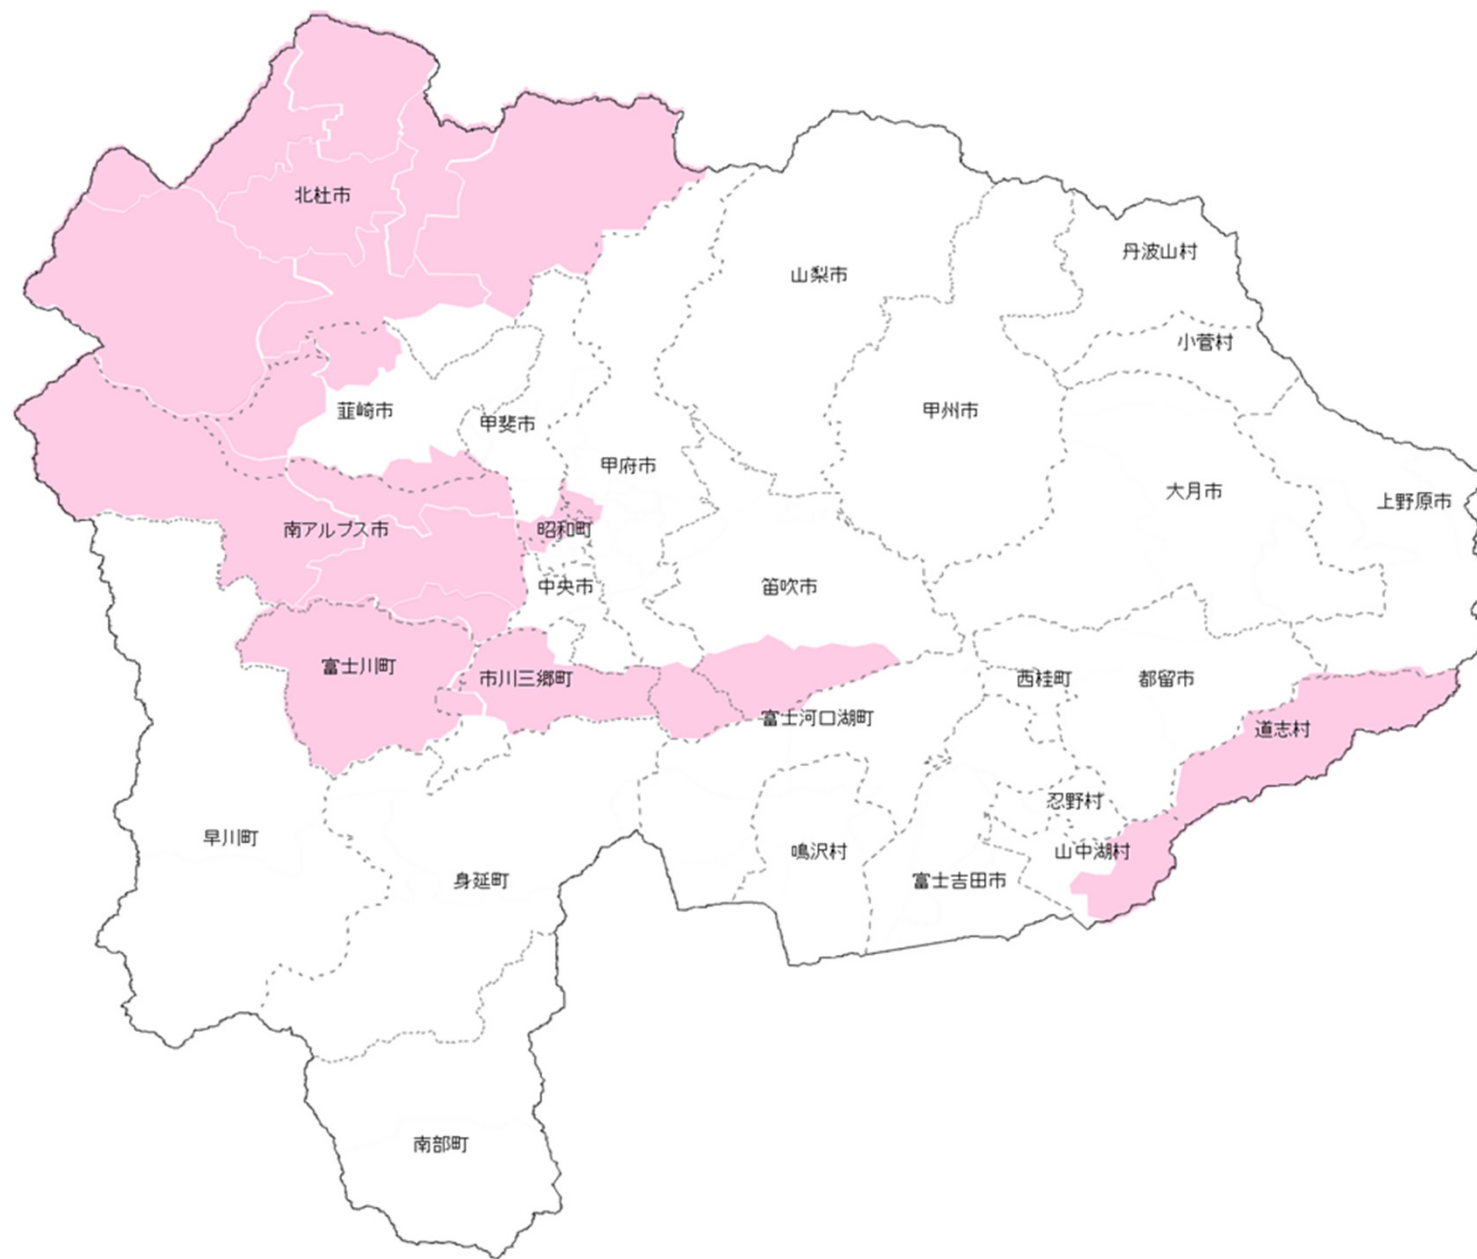 北杜市
丹波山村
山梨市
小菅村
韮崎市
甲斐市
甲州市
甲府市
大月市
上野原市
南アルプス市
昭和町
中央市
笛吹市
富士川町
市川三郷町
西桂町
都留市
富士河口湖町
道志村
忍野村
早川町
鳴沢村
山中湖村
身延町
富士吉田市
南部町